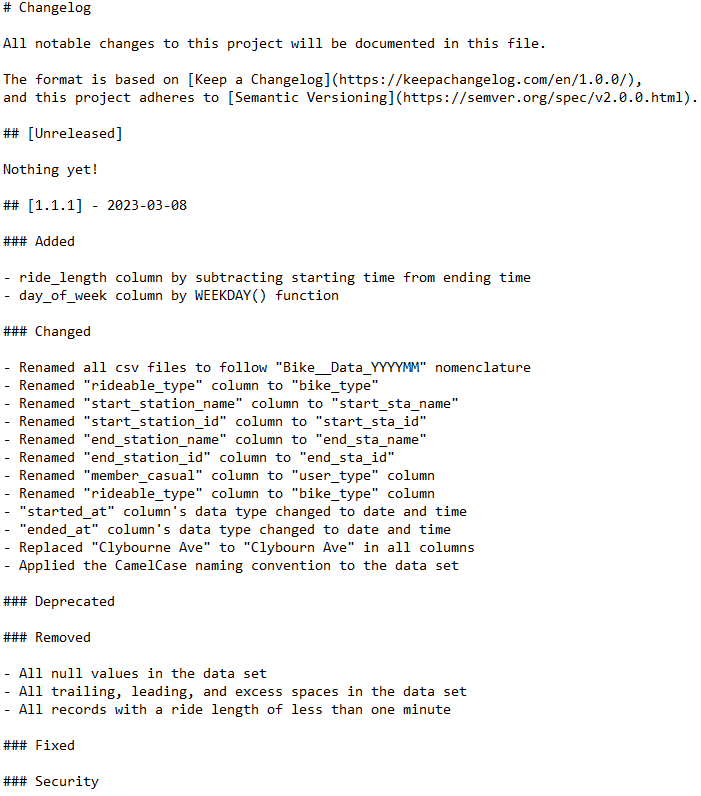 # Changelog
All notable changes to this project will be documented in this file.
The format is based on [Keep a Changelog](https://keepachangelog.com/en/1.0.0/),
and this project adheres to [Semantic Versioning](https://semver.org/spec/v2.0.0.html).
## [Unreleased]
Nothing yet!
## [1.1.1] - 2023-03-08
### Added
- ride_length column by subtracting starting time from ending time
- day_of_week column by WEEKDAY() function
### Changed
- Renamed all csv files to follow "Bike__Data_YYYYMM" nomenclature
- Renamed "rideable_type" column to "bike_type"
- Renamed "start_station_name" column to "start_sta_name"
- Renamed "start_station_id" column to "start_sta_id"
- Renamed "end_station_name" column to "end_sta_name"
- Renamed "end_station_id" column to "end_sta_id"
- Renamed "member_casual" column to "user_type" column
- Renamed "rideable_type" column to "bike_type" column
- "started_at" column's data type changed to date and time
- "ended_at" column's data type changed to date and time
- Replaced "Clybourne Ave" to "Clybourn Ave" in all columns
- Applied the CamelCase naming convention to the data set
### Deprecated
### Removed
- All null values in the data set
- All trailing, leading, and excess spaces in the data set
- All records with a ride length of less than one minute
### Fixed
### Security